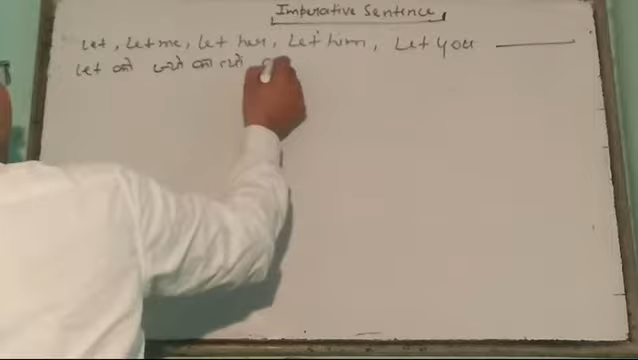 Imperative Sentence
Let, Let me, Let her, Let him, Let you
Let को ज्यो का त्यो